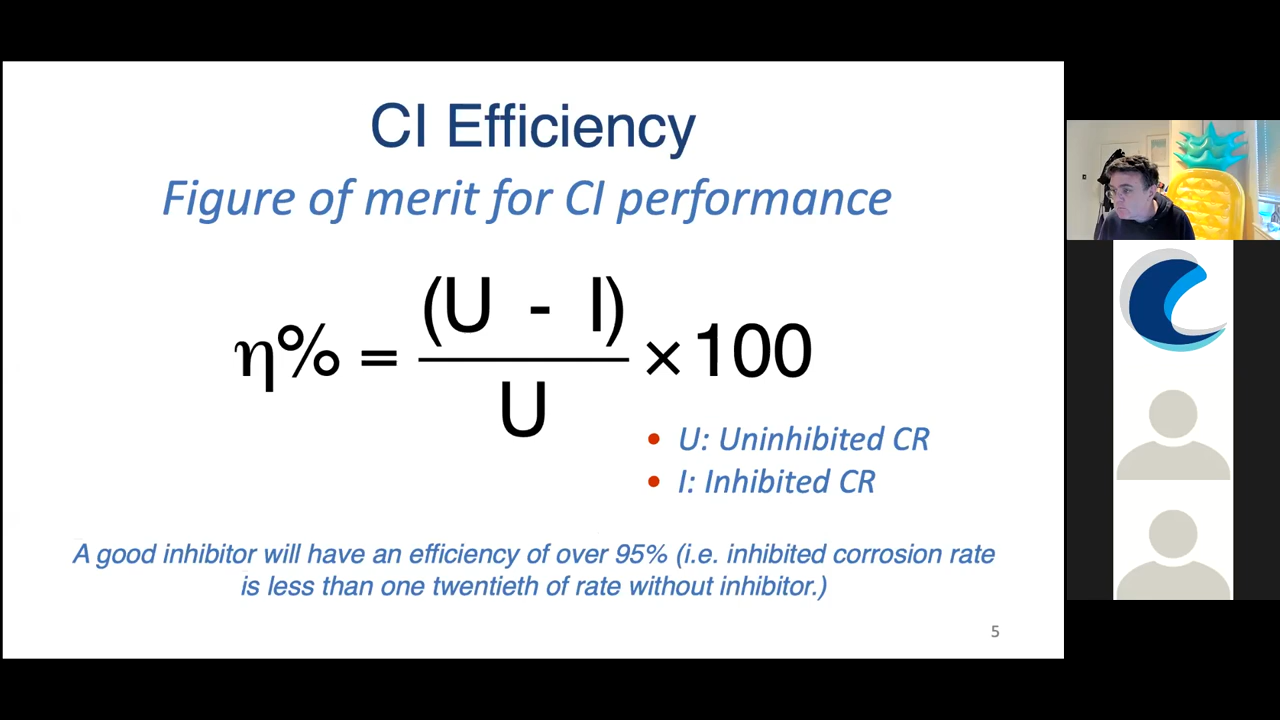 CI Efficiency
Figure of merit for CI performance
η% = (U - I) / U × 100
• U: Uninhibited CR
• I: Inhibited CR
A good inhibitor will have an efficiency of over 95% (i.e. inhibited corrosion rate
is less than one twentieth of rate without inhibitor.)
5